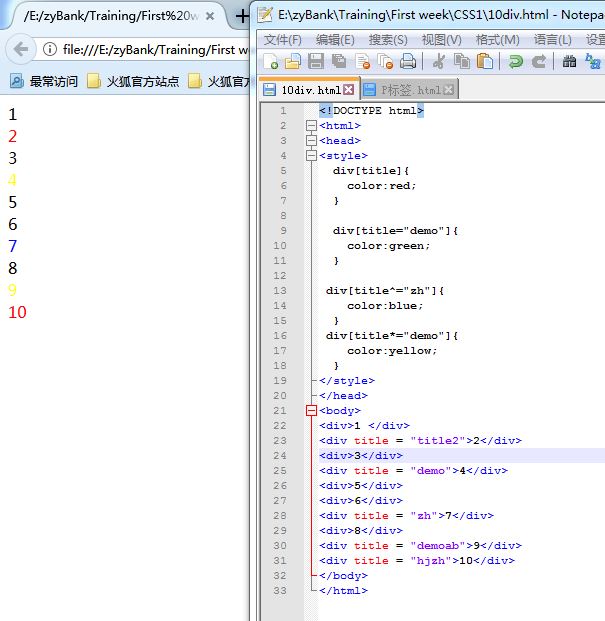 /E:/zyBank/Training/First%20w
file:///E:/zyBank/Training/First we
最常访问 火狐官方站点 火狐官方
1
2
3
4
5
6
7
8
9
10
E:\zyBank\Training\First week\CSS1\10div.html - Notepa
文件(F) 编辑(E) 搜索(S) 视图(V) 格式(M) 语言(L) 设
10div.html P标签.html
1 <!DOCTYPE html>
2 <html>
3 <head>
4 <style>
5 div[title]{
6 color:red;
7 }
8
9 div[title="demo"]{
10 color:green;
11 }
12
13 div[title^="zh"]{
14 color:blue;
15 }
16 div[title*="demo"]{
17 color:yellow;
18 }
19 </style>
20 </head>
21 <body>
22 <div>1 </div>
23 <div title = "title2">2</div>
24 <div>3</div>
25 <div title = "demo">4</div>
26 <div>5</div>
27 <div>6</div>
28 <div title = "zh">7</div>
29 <div>8</div>
30 <div title = "demoab">9</div>
31 <div title = "hjzh">10</div>
32 </body>
33 </html>